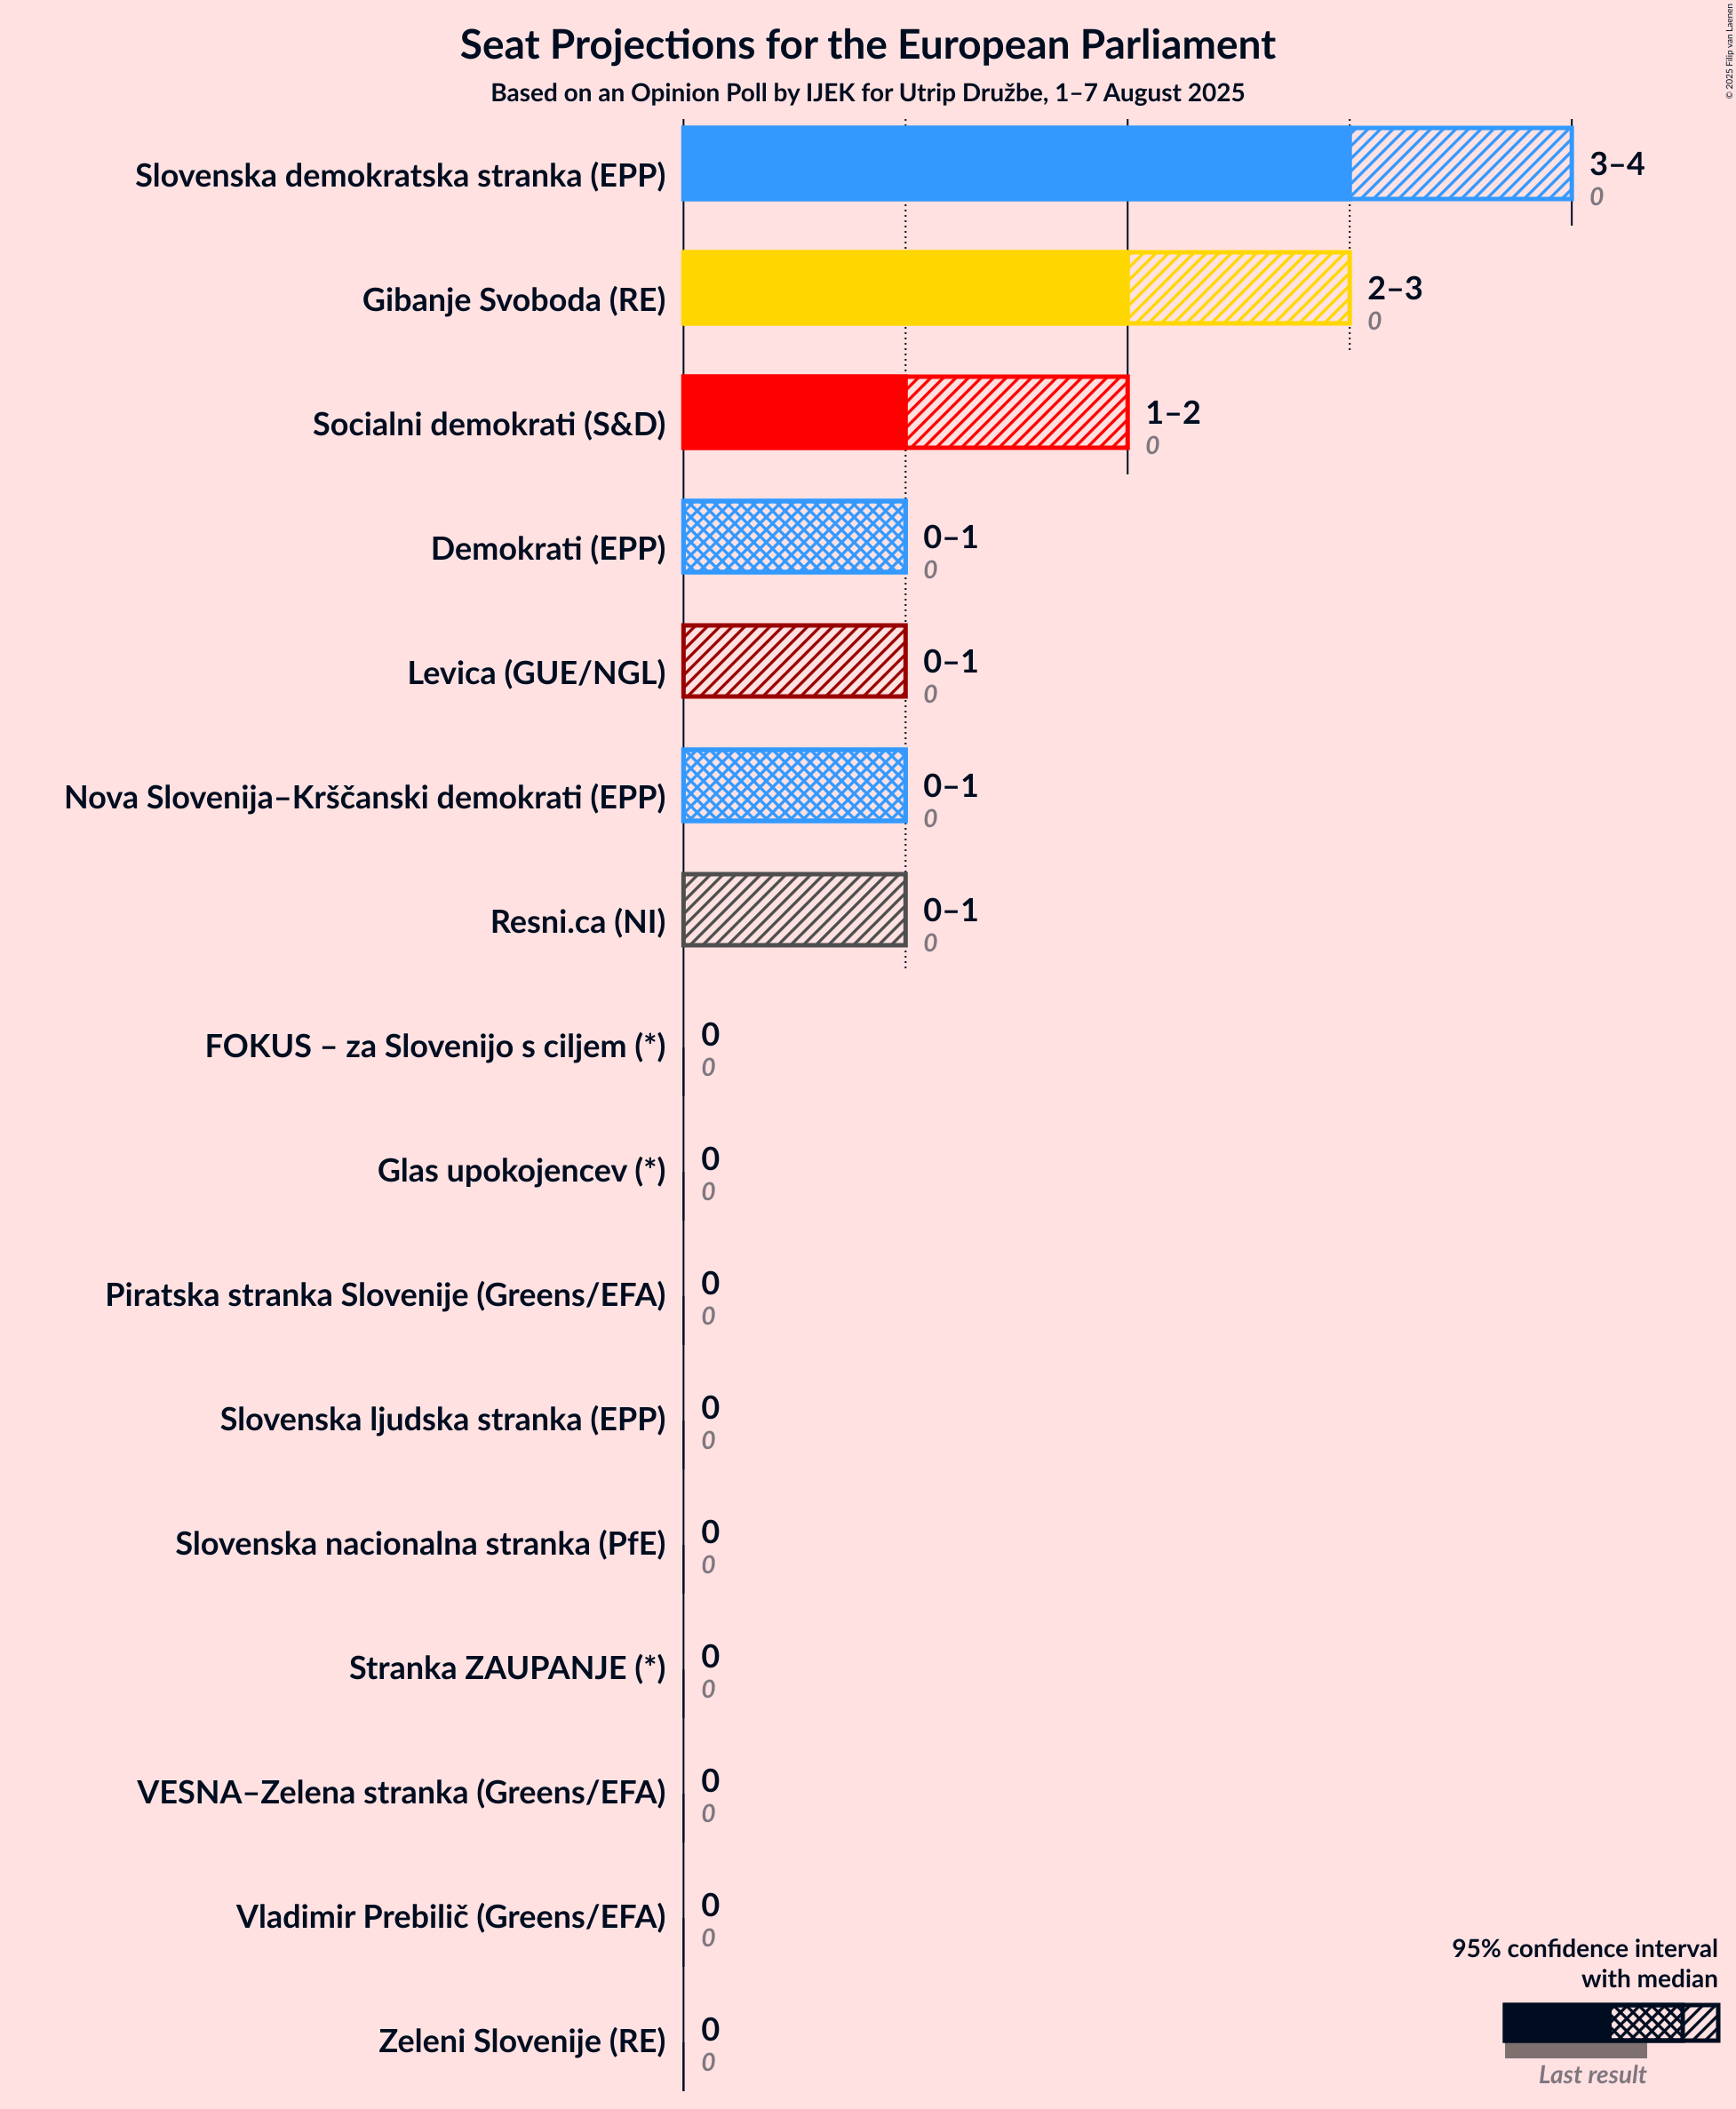 Seat Projections for the European Parliament
Based on an Opinion Poll by IJEK for Utrip Družbe, 1–7 August 2025
© 2025 Filip van Laenen
Slovenska demokratska stranka (EPP)
3–4
0
Gibanje Svoboda (RE)
2–3
0
Socialni demokrati (S&D)
1–2
0
Demokrati (EPP)
0–1
0
Levica (GUE/NGL)
0–1
0
Nova Slovenija–Krščanski demokrati (EPP)
0–1
0
Resni.ca (NI)
0–1
0
FOKUS – za Slovenijo s ciljem (*)
0
0
Glas upokojencev (*)
0
0
Piratska stranka Slovenije (Greens/EFA)
0
0
Slovenska ljudska stranka (EPP)
0
0
Slovenska nacionalna stranka (PfE)
0
0
Stranka ZAUPANJE (*)
0
0
VESNA–Zelena stranka (Greens/EFA)
0
0
Vladimir Prebilič (Greens/EFA)
0
0
Zeleni Slovenije (RE)
0
0
95% confidence interval
with median
Last result